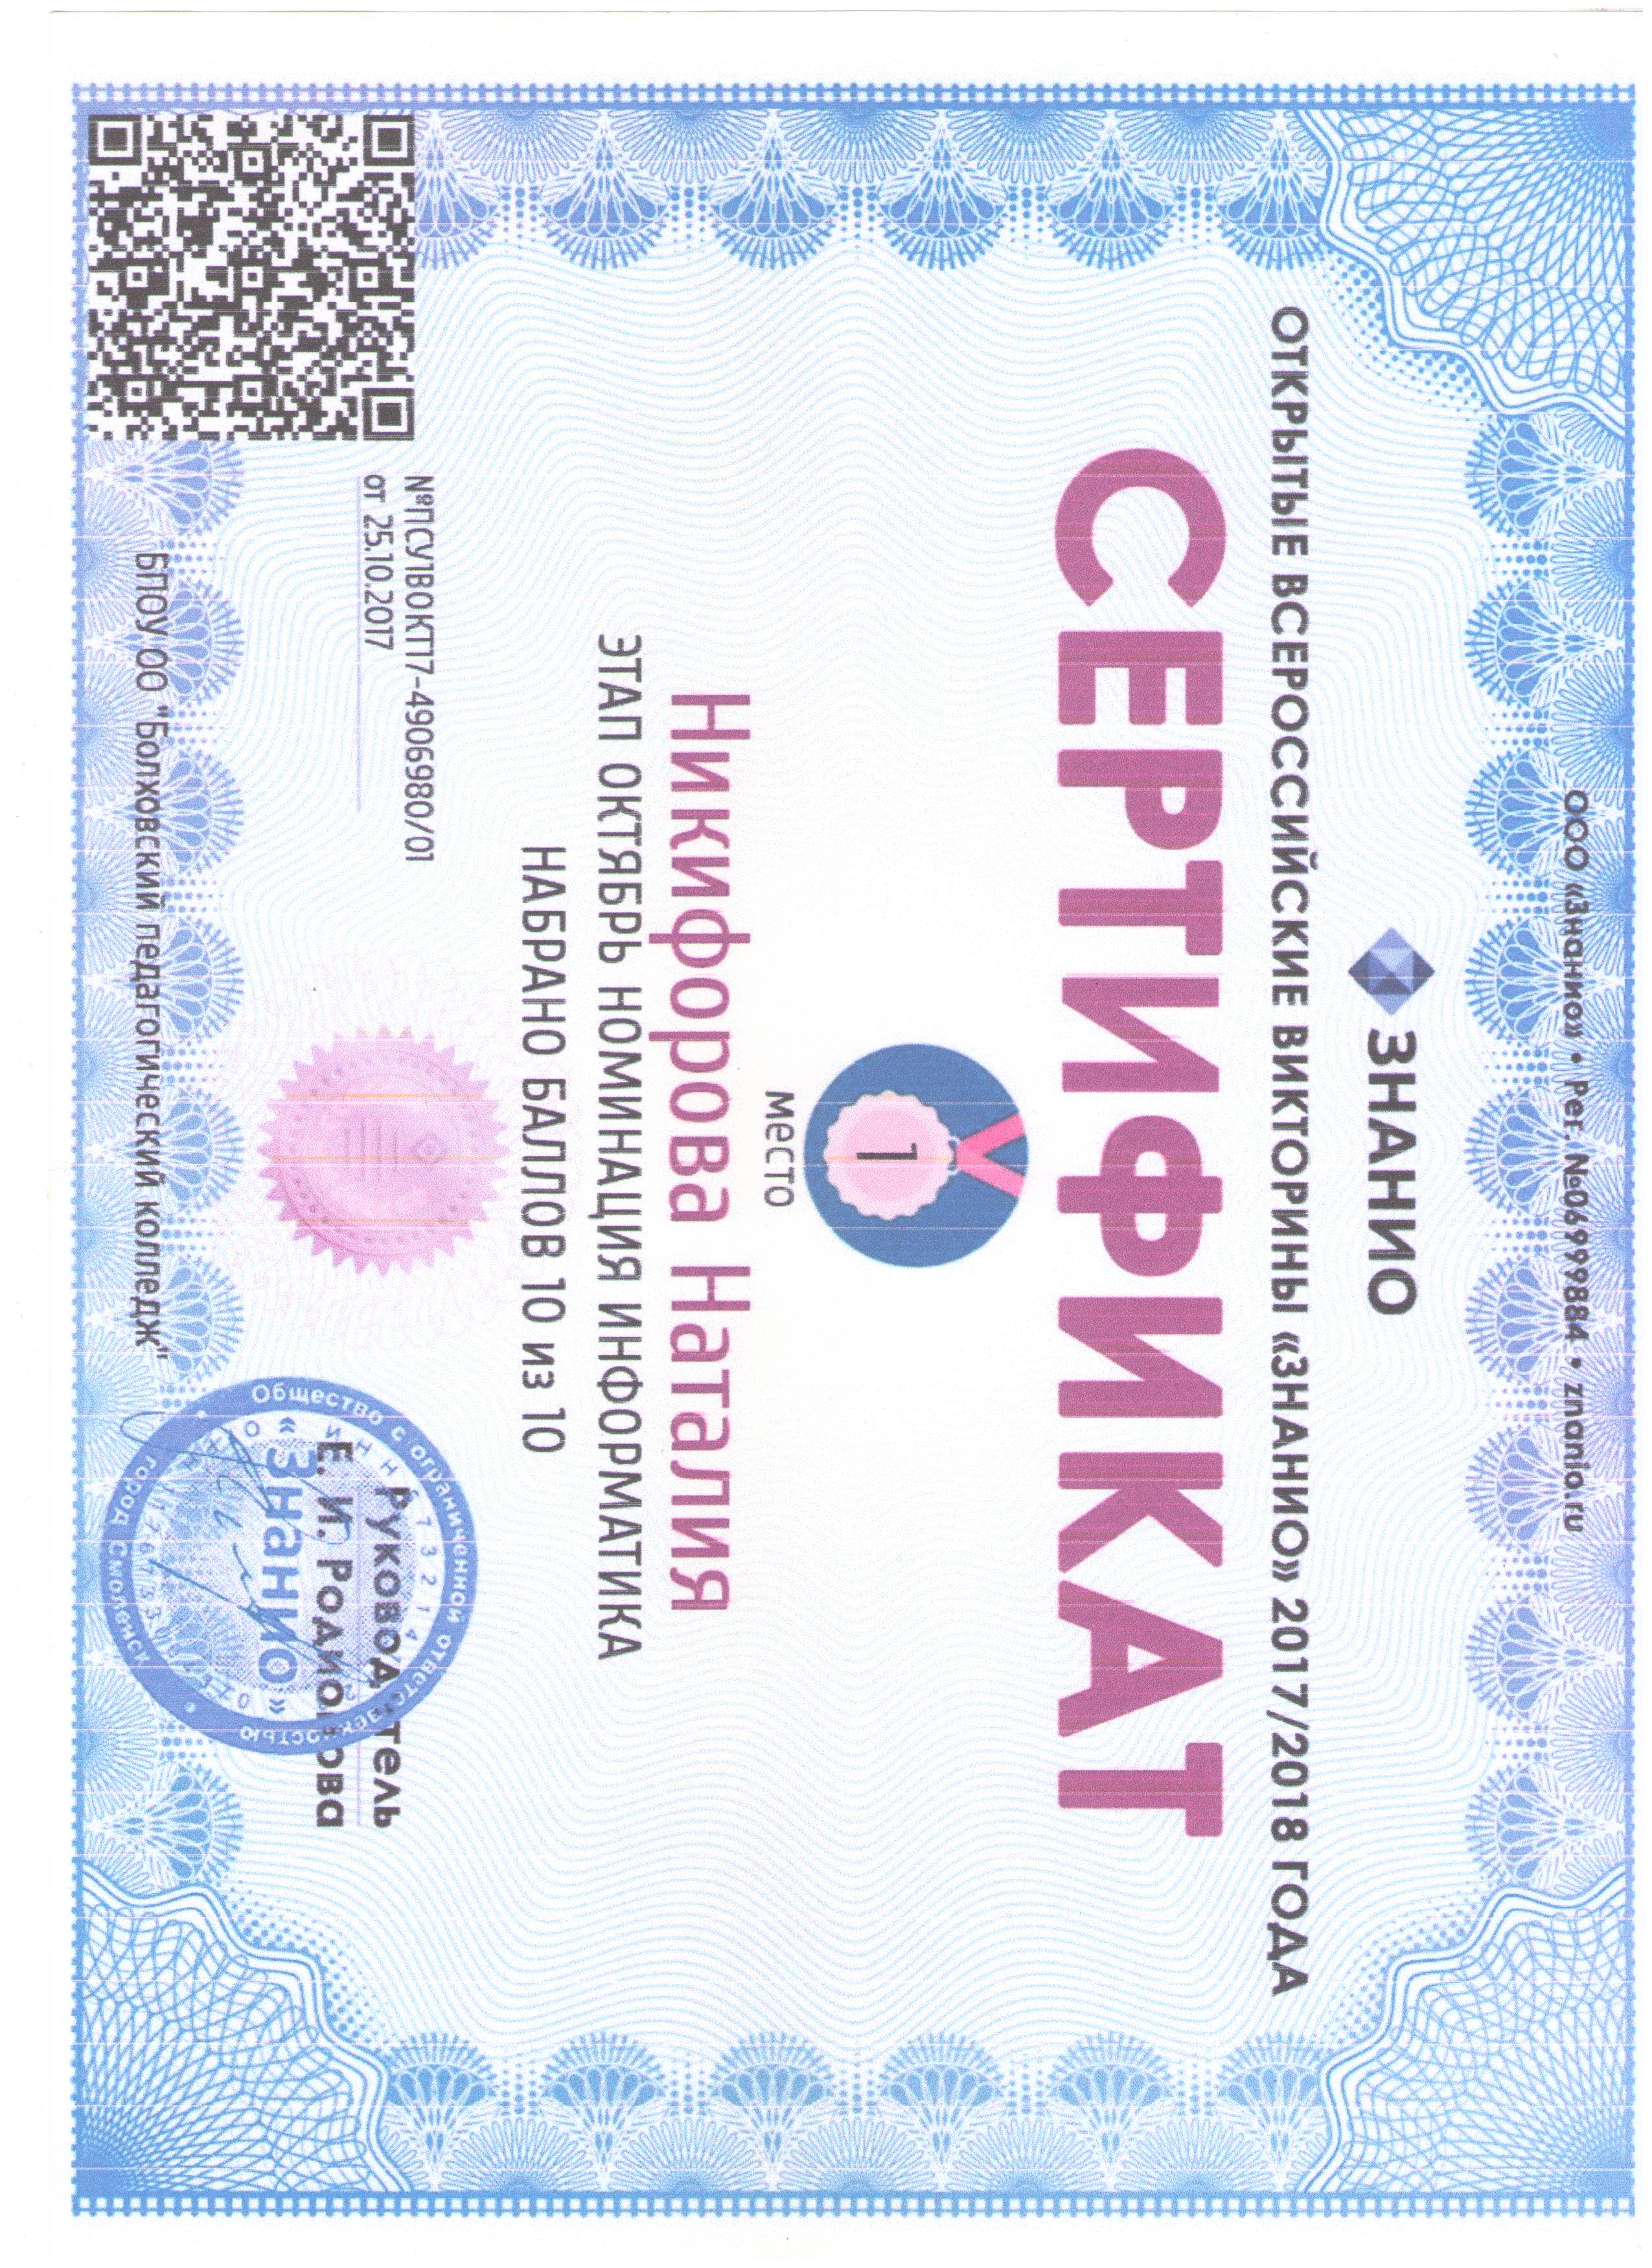 ООО «Знанио» • Рег. №06999884 • znanio.ru
ЗНАНИО
ОТКРЫТЫЕ ВСЕРОССИЙСКИЕ ВИКТОРИНЫ «ЗНАНИО» 2017/2018 ГОДА
СЕРТИФИКАТ
1
место
Никифорова Наталия
ЭТАП ОКТЯБРЬ НОМИНАЦИЯ ИНФОРМАТИКА
НАБРАНО БАЛЛОВ 10 из 10
№ПСУ1ВОКТ17-4906980/01
от 25.10.2017
Руководитель
Е. И. Родионова
Общество с ограниченной ответственностью
«Знанио»
город Смоленск
БПОУ ОО "Болховский педагогический колледж"